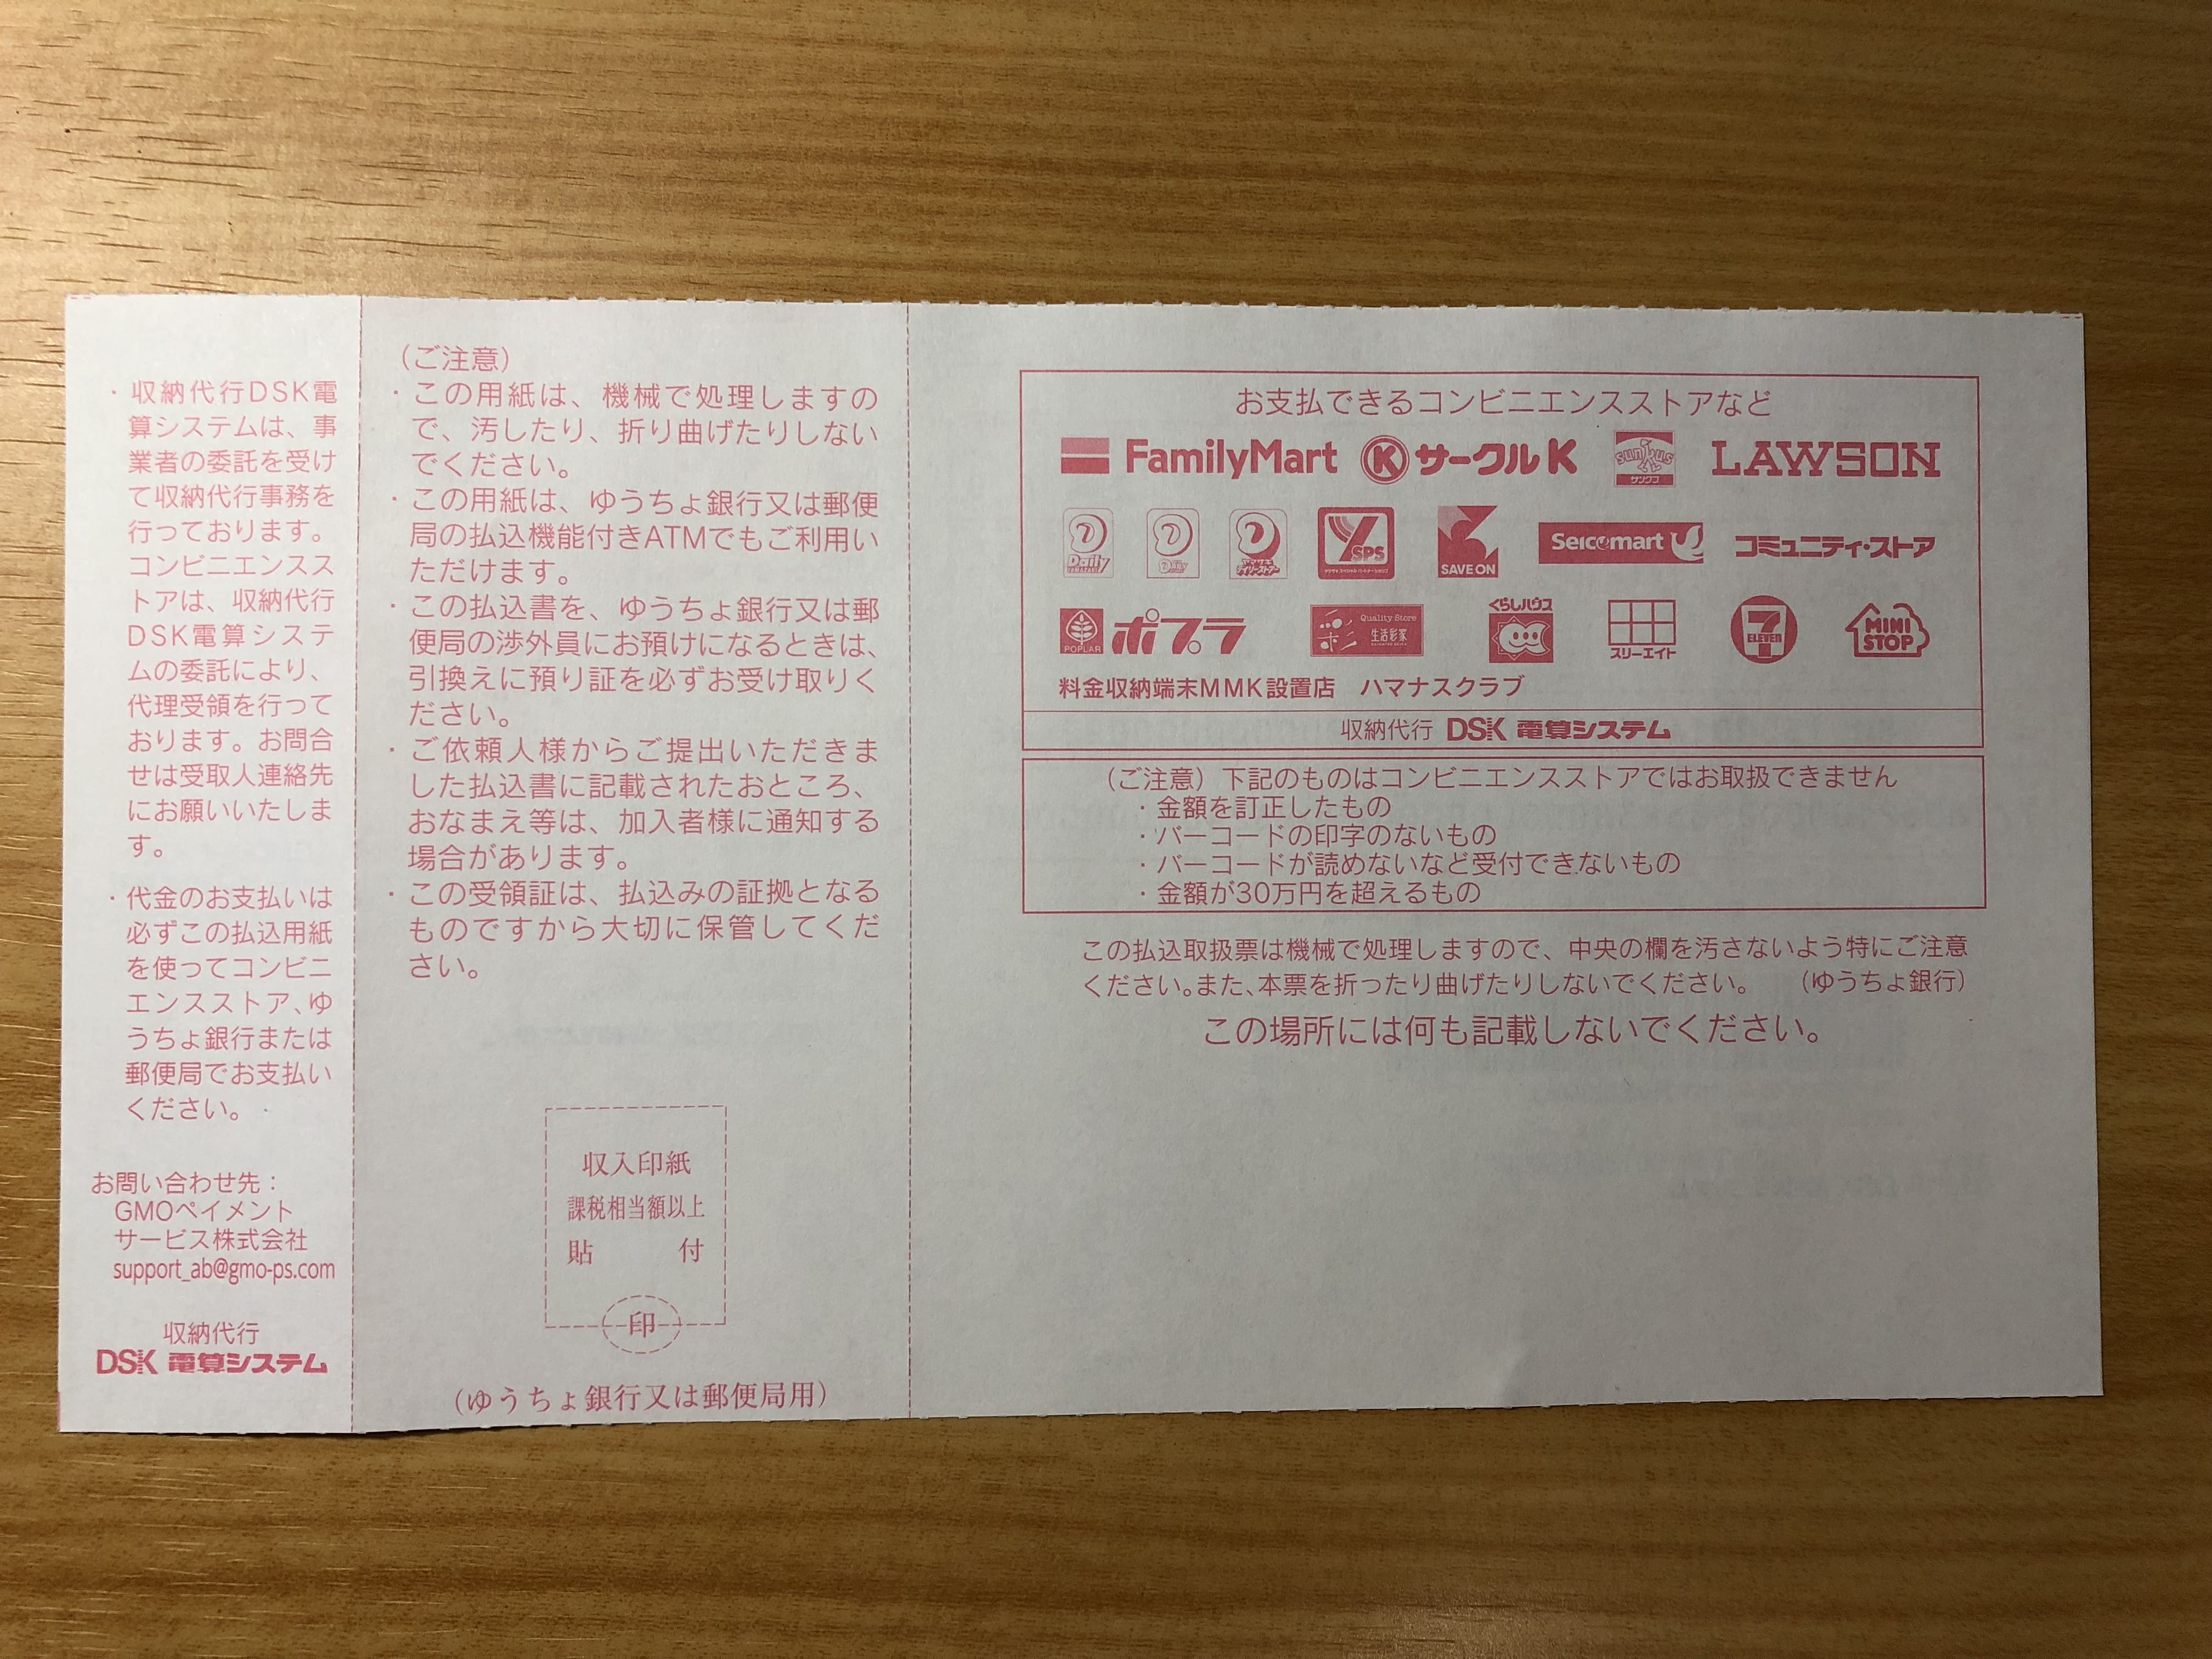 ・収納代行DSK電
算システムは、事
業者の委託を受け
て収納代行事務を
行っております。
コンビニエンスス
トアは、収納代行
DSK電算システ
ムの委託により、
代理受領を行って
おります。お問合
せは受取人連絡先
にお願いいたしま
す。
・代金のお支払いは
必ずこの払込用紙
を使ってコンビニ
エンスストア、ゆ
うちょ銀行または
郵便局でお支払い
ください。
お問い合わせ先：
GMOペイメント
サービス株式会社
support_ab@gmo-ps.com
収納代行
DSK 電算システム
（ご注意）
・この用紙は、機械で処理しますの
で、汚したり、折り曲げたりしない
でください。
・この用紙は、ゆうちょ銀行又は郵便
局の払込機能付きATMでもご利用い
ただけます。
・この払込書を、ゆうちょ銀行又は郵
便局の渉外員にお預けになるときは、
引換えに預り証を必ずお受け取りく
ださい。
・ご依頼人様からご提出いただきま
した払込書に記載されたおところ、
おなまえ等は、加入者様に通知する
場合があります。
・この受領証は、払込みの証拠となる
ものですから大切に保管してくだ
さい。
収入印紙
課税相当額以上
貼 付
印
（ゆうちょ銀行又は郵便局用）
お支払できるコンビニエンスストアなど
FamilyMart K サークルK sunkus サンクス LAWSON
Daily YAMAZAKI Daily デイリーストアー Y SPS SAVE ON Seicomart コミュニティ・ストア
POPLAR ポプラ Quality Store 生活彩家 くらしハウス スリーエイト 7 ELEVEN MINI STOP
料金収納端末MMK設置店 ハマナスクラブ
収納代行 DSK 電算システム
（ご注意）下記のものはコンビニエンスストアではお取扱できません
・金額を訂正したもの
・バーコードの印字のないもの
・バーコードが読めないなど受付できないもの
・金額が30万円を超えるもの
この払込取扱票は機械で処理しますので、中央の欄を汚さないよう特にご注意
ください。また、本票を折ったり曲げたりしないでください。 （ゆうちょ銀行）
この場所には何も記載しないでください。